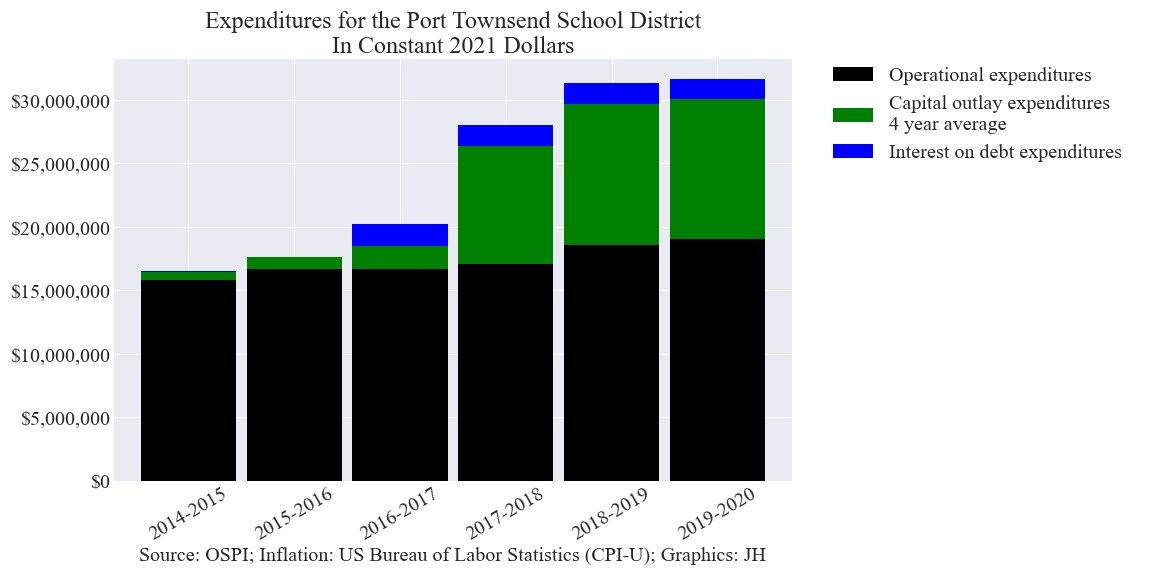 Expenditures for the Port Townsend School District
In Constant 2021 Dollars
Operational expenditures
Capital outlay expenditures
4 year average
Interest on debt expenditures
$30,000,000
$25,000,000
$20,000,000
$15,000,000
$10,000,000
$5,000,000
$0
2014-2015
2015-2016
2016-2017
2017-2018
2018-2019
2019-2020
Source: OSPI; Inflation: US Bureau of Labor Statistics (CPI-U); Graphics: JH